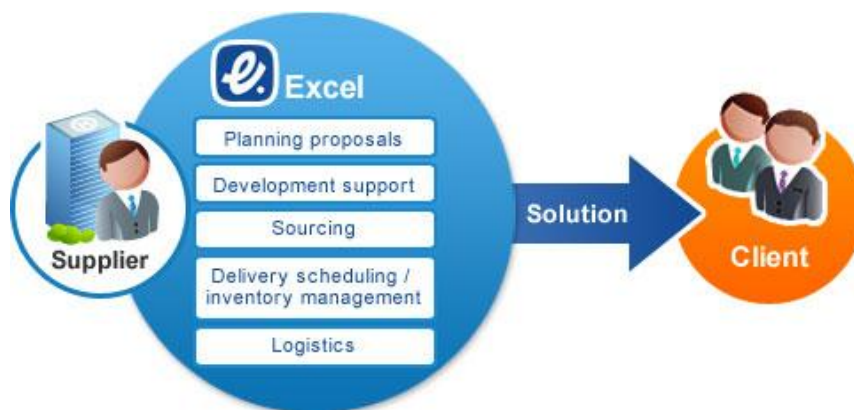 e.
Excel
Planning proposals
Development support
Sourcing
Delivery scheduling /
inventory management
Logistics
Supplier
Solution
Client